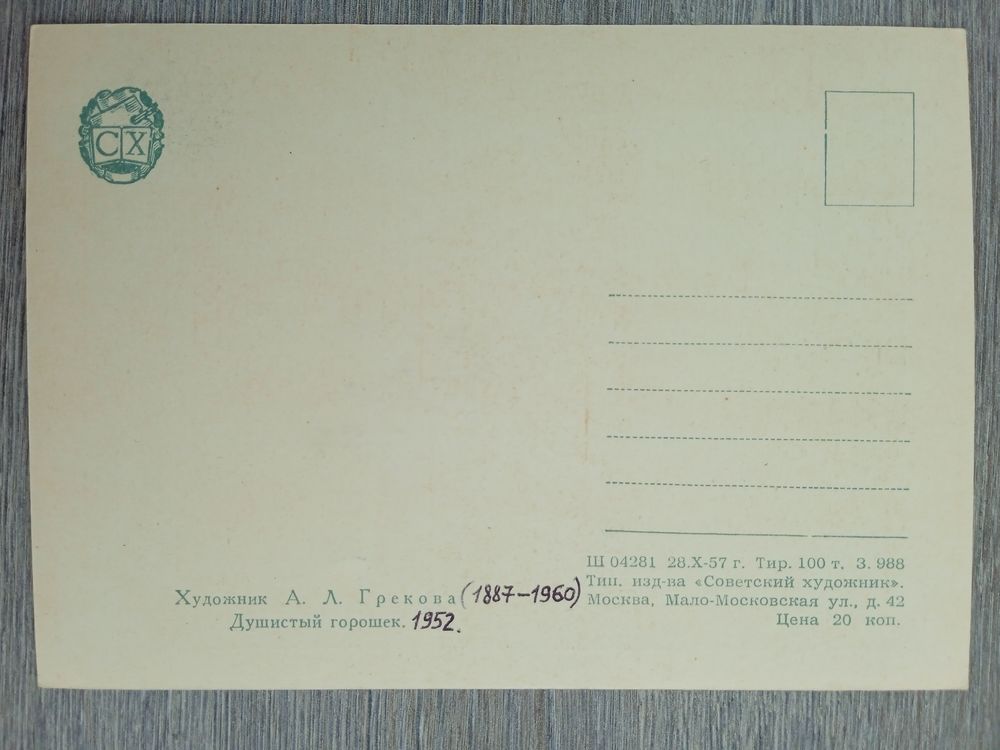 СХ
Художник А. Л. Грекова (1887–1960)
Душистый горошек. 1952.
Ш 04281 28.X-57 г. Тир. 100 т. З. 988
Тип. изд-ва «Советский художник».
Москва, Мало-Московская ул., д. 42
Цена 20 коп.